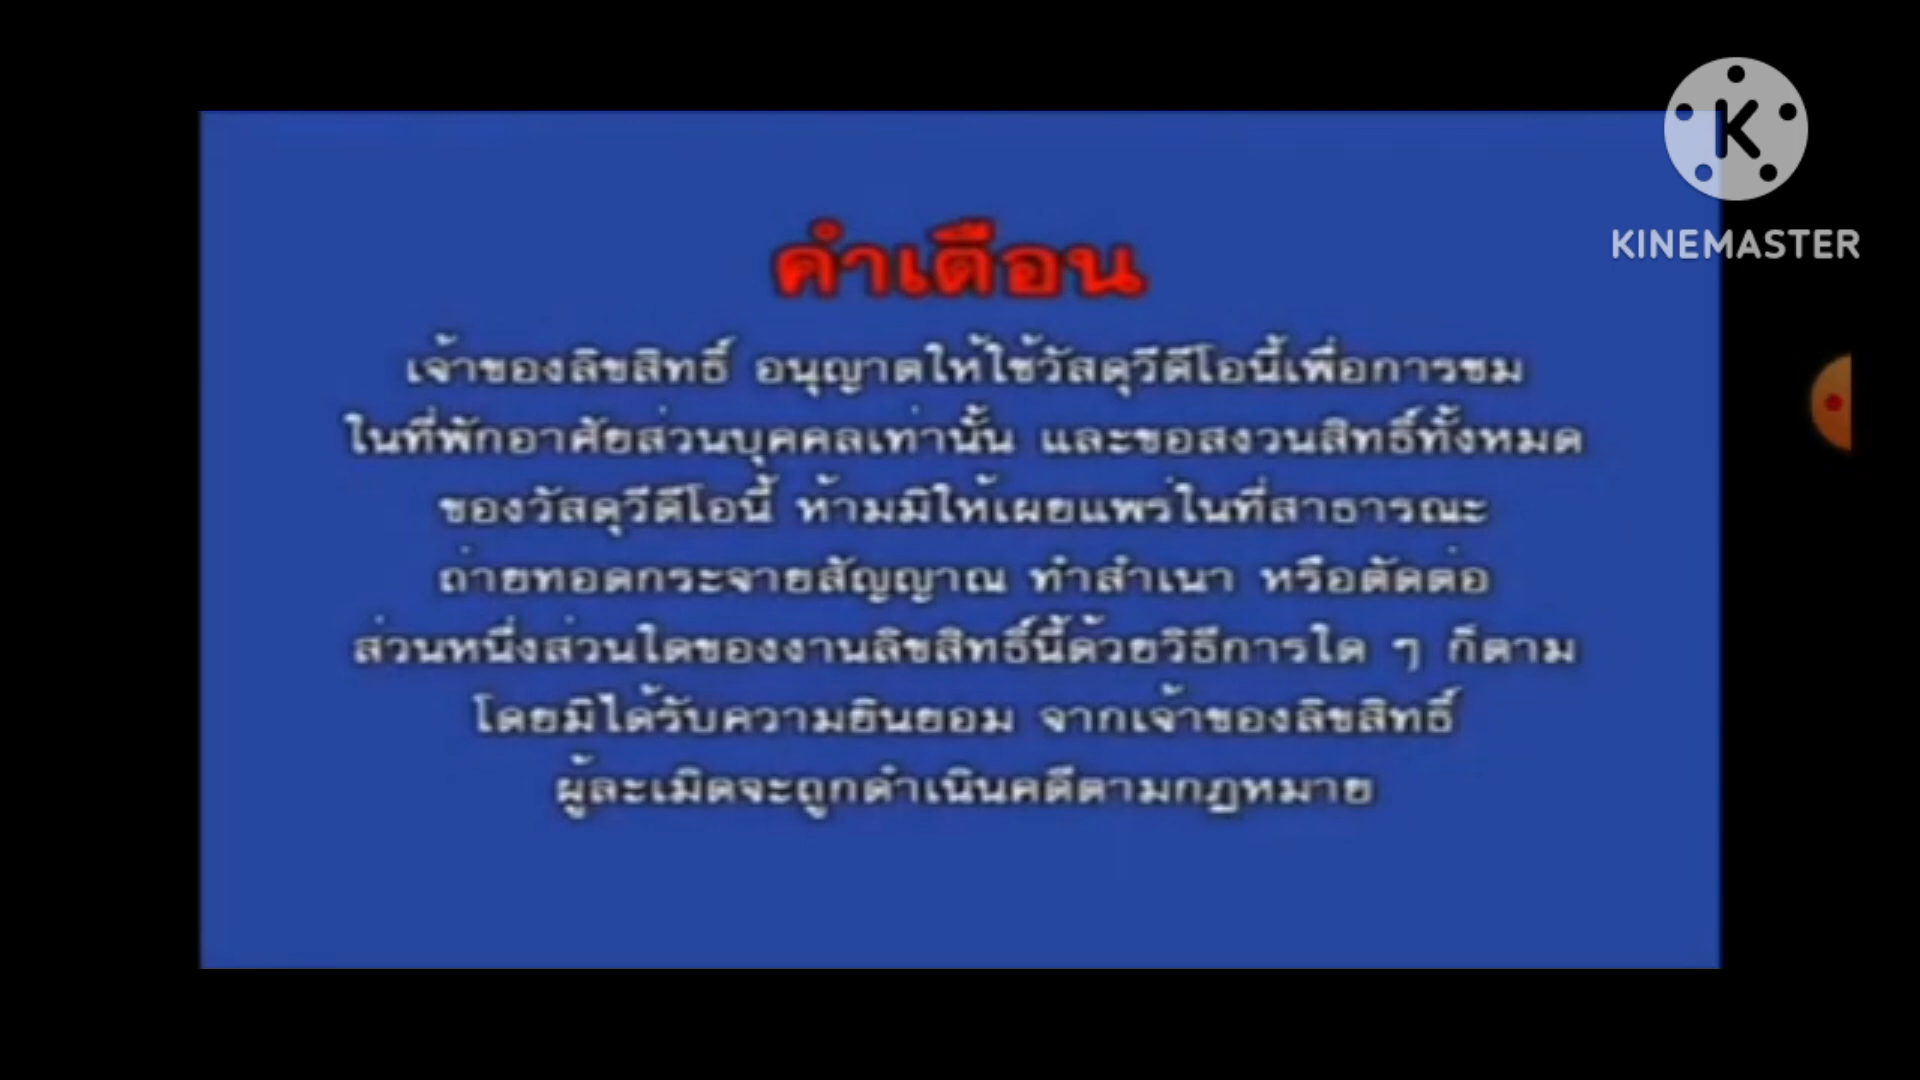 คำเตือน
เจ้าของลิขสิทธิ์ อนุญาตให้ใช้วัสดุวีดีโอนี้เพื่อการชม
ในที่พักอาศัยส่วนบุคคลเท่านั้น และขอสงวนสิทธิ์ทั้งหมด
ของวัสดุวีดีโอนี้ ห้ามมิให้เผยแพร่ในที่สาธารณะ
ถ่ายทอดกระจายสัญญาณ ทำสำเนา หรือตัดต่อ
ส่วนหนึ่งส่วนใดของงานลิขสิทธิ์นี้ด้วยวิธีการใด ๆ ก็ตาม
โดยมิได้รับความยินยอม จากเจ้าของลิขสิทธิ์
ผู้ละเมิดจะถูกดำเนินคดีตามกฎหมาย
K
KINEMASTER